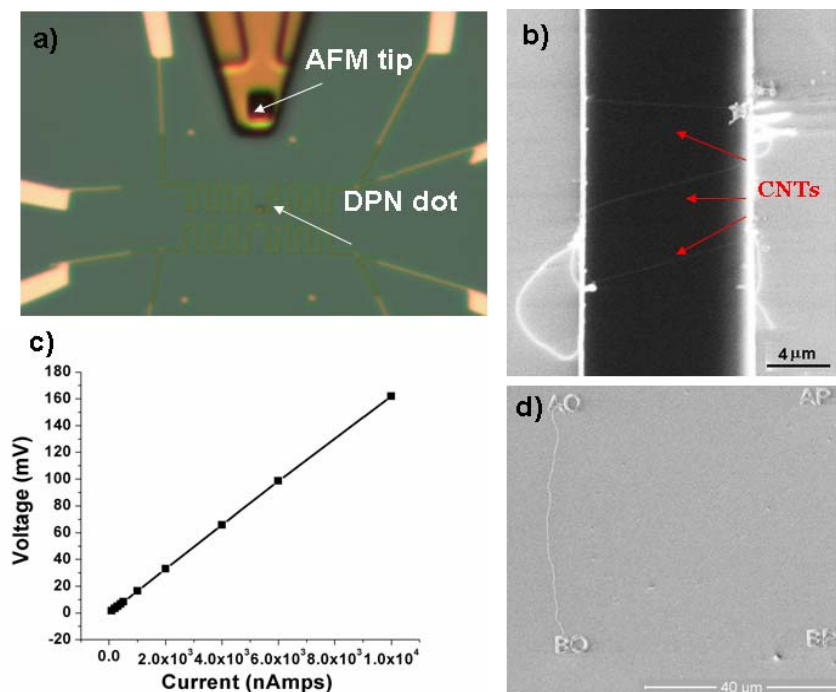 a)
AFM tip
DPN dot
b)
CNTs
4 μm
c)
180
160
140
120
100
80
60
40
20
0
-20
Voltage (mV)
0.0 2.0x10³ 4.0x10³ 6.0x10³ 8.0x10³ 1.0x10⁴
Current (nAmps)
d)
AO AP
BO
40 μm